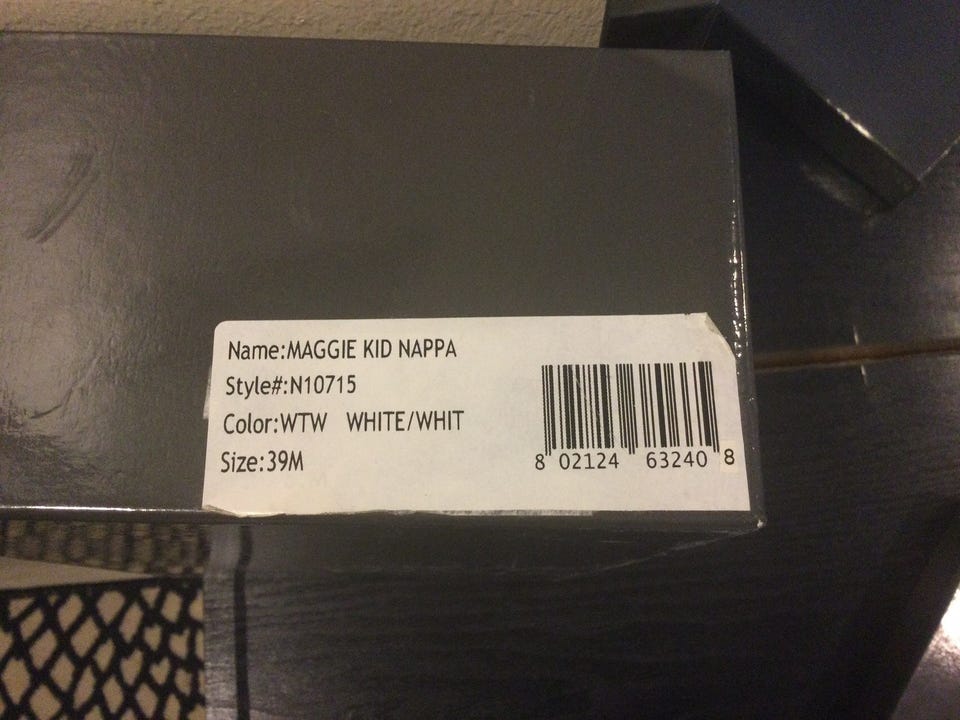 Name:MAGGIE KID NAPPA
Style#:N10715
Color:WTW WHITE/WHIT
Size:39M
8 02124 63240 8